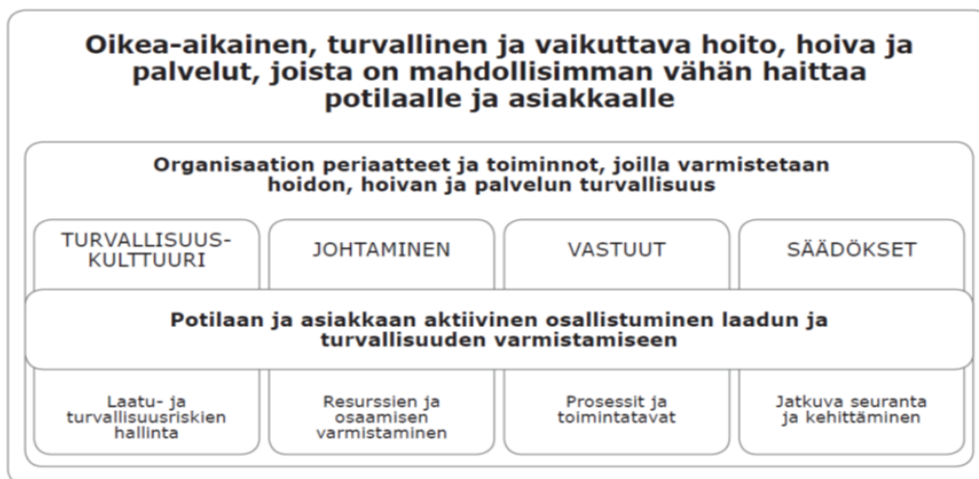 Oikea-aikainen, turvallinen ja vaikuttava hoito, hoiva ja
palvelut, joista on mahdollisimman vähän haittaa
potilaalle ja asiakkaalle
Organisaation periaatteet ja toiminnot, joilla varmistetaan
hoidon, hoivan ja palvelun turvallisuus
TURVALLISUUS-
KULTTUURI
JOHTAMINEN
VASTUUT
SÄÄDÖKSET
Potilaan ja asiakkaan aktiivinen osallistuminen laadun ja
turvallisuuden varmistamiseen
Laatu- ja
turvallisuusriskien
hallinta
Resurssien ja
osaamisen
varmistaminen
Prosessit ja
toimintatavat
Jatkuva seuranta
ja kehittäminen